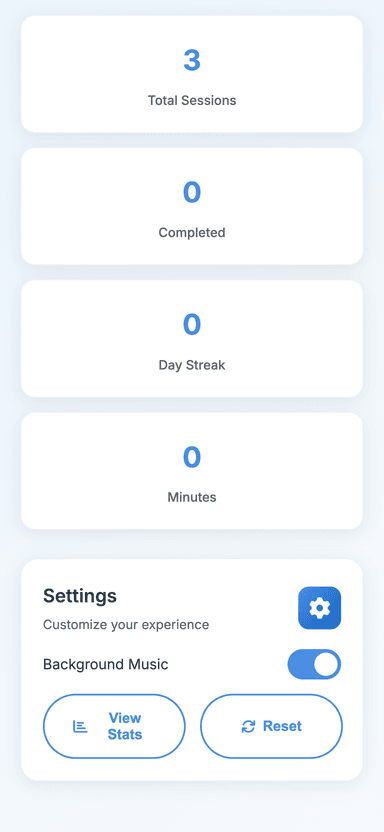 3
Total Sessions
0
Completed
0
Day Streak
0
Minutes
Settings
Customize your experience
Background Music
View
Stats
Reset